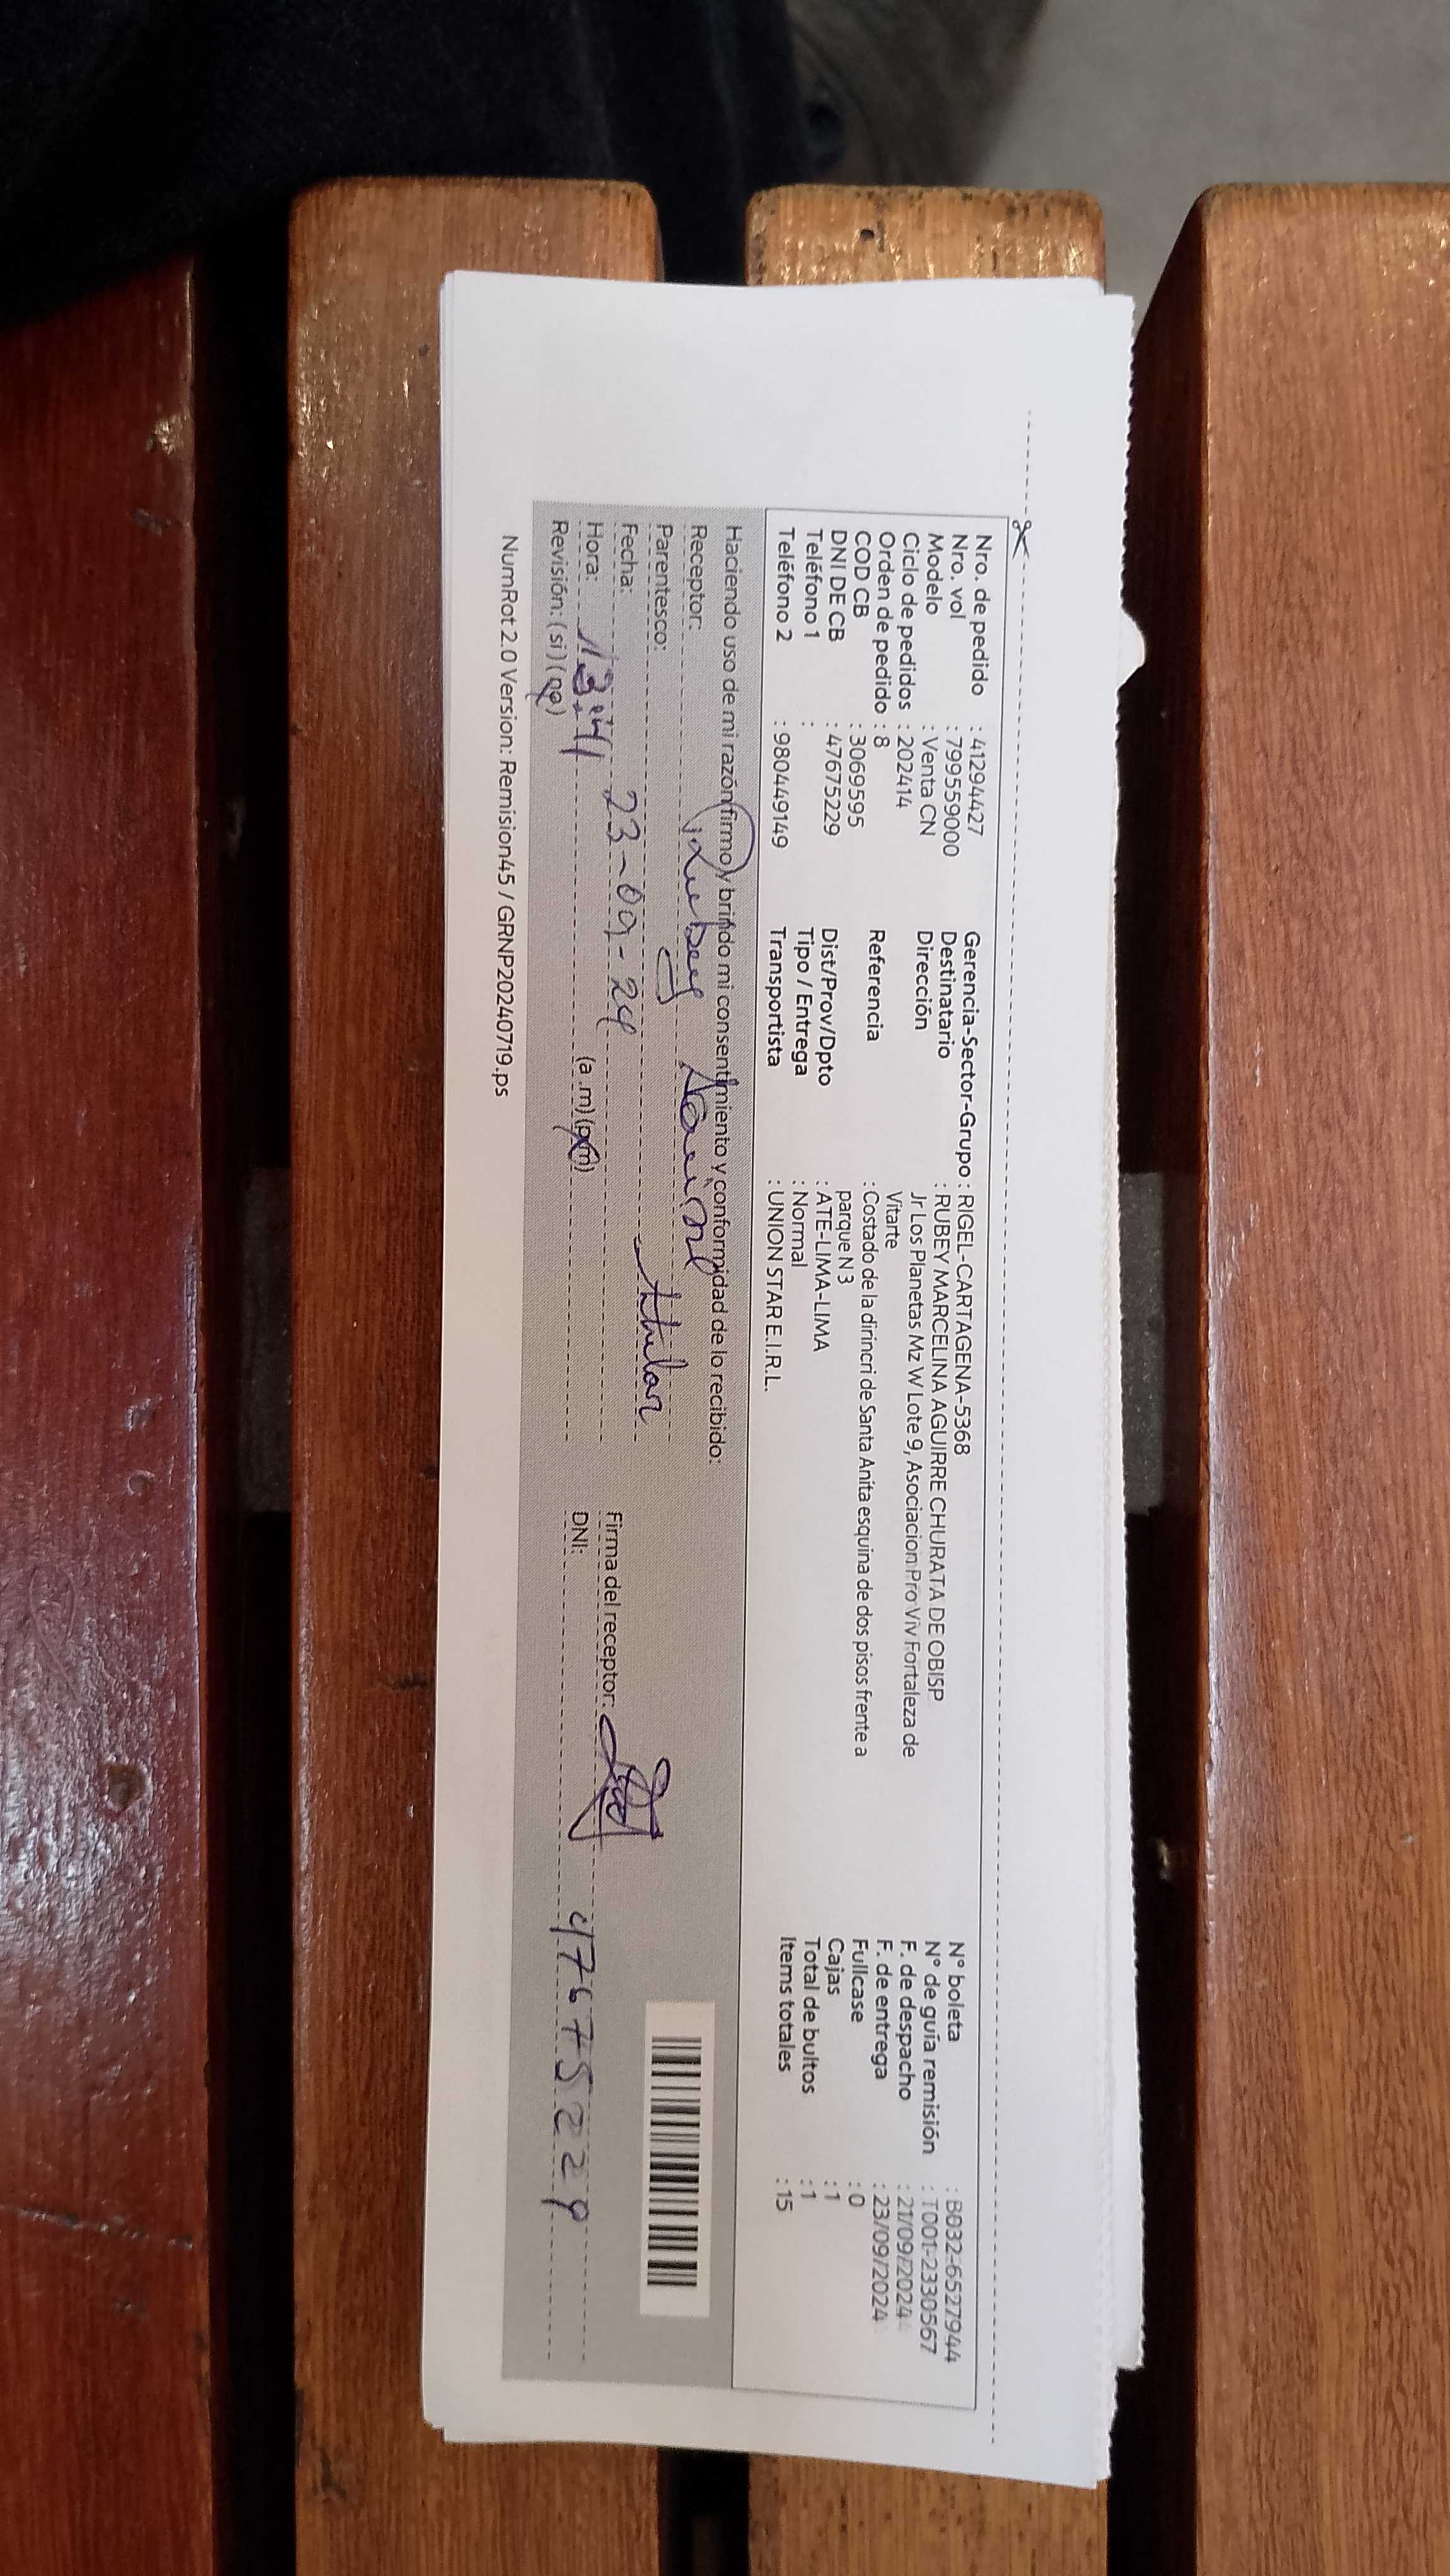 Nro. de pedido : 41294427
Nro. vol : 799559000
Modelo : Venta CN
Ciclo de pedidos : 202414
Orden de pedido : 8
COD CB : 3069595
DNI DE CB : 47675229
Teléfono 1 :
Teléfono 2 : 980449149
Gerencia-Sector-Grupo : RIGEL-CARTAGENA-5368
Destinatario : RUBEY MARCELINA AGUIRRE CHURATA DE OBISP
Dirección Jr Los Planetas Mz W Lote 9, Asociacion Pro Viv Fortaleza de
Vitarte
Referencia : Costado de la dirincri de Santa Anita esquina de dos pisos frente a
parque N 3
Dist/Prov/Dpto : ATE-LIMA-LIMA
Tipo / Entrega : Normal
Transportista : UNION STAR E.I.R.L.
N° boleta : B032-6527944
N° de guía remisión : T001-2330567
F. de despacho : 21/09/2024
F. de entrega : 23/09/2024
Fullcase : 0
Cajas : 1
Total de bultos : 1
Items totales : 15
Haciendo uso de mi razón firmo y brindo mi consentimiento y conformidad de lo recibido:
Receptor: Rubey
Parentesco: titular
Fecha: 23-09-24
Hora: 13:41 (a .m) (p.m)
Revisión: ( si ) ( no )
Firma del receptor:
DNI: 47675229
NumRot 2.0 Version: Remision45 / GRNP20240719.ps